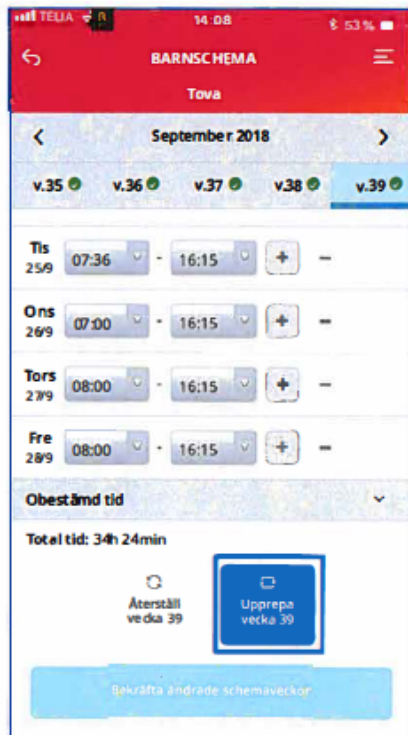 TELIA 14:08 53 %
BARNSCHEMA
Tova
September 2018
v.35 v.36 v.37 v.38 v.39
Tis
25/9 07:36 - 16:15 + -
Ons
26/9 07:00 - 16:15 + -
Tors
27/9 08:00 - 16:15 + -
Fre
28/9 08:00 - 16:15 + -
Obestämd tid
Total tid: 34h 24min
Återställ
vecka 39
Upprepa
vecka 39
Bekräfta ändrade schemaveckor